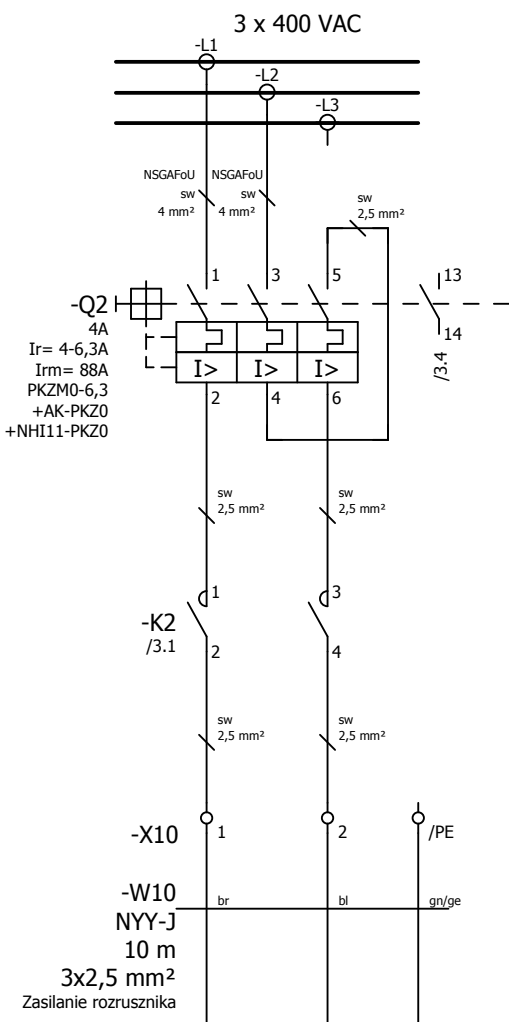 3 x 400 VAC
-L1
-L2
-L3
NSGAFoU
sw
4 mm²
NSGAFoU
sw
4 mm²
sw
2,5 mm²
1
3
5
13
-Q2
4A
Ir= 4-6,3A
Irm= 88A
PKZM0-6,3
+AK-PKZ0
+NHI11-PKZ0
14
/3.4
I>
I>
I>
2
4
6
sw
2,5 mm²
sw
2,5 mm²
1
3
-K2
/3.1
2
4
sw
2,5 mm²
sw
2,5 mm²
-X10
1
2
/PE
-W10
br
bl
gn/ge
NYY-J
10 m
3x2,5 mm²
Zasilanie rozrusznika